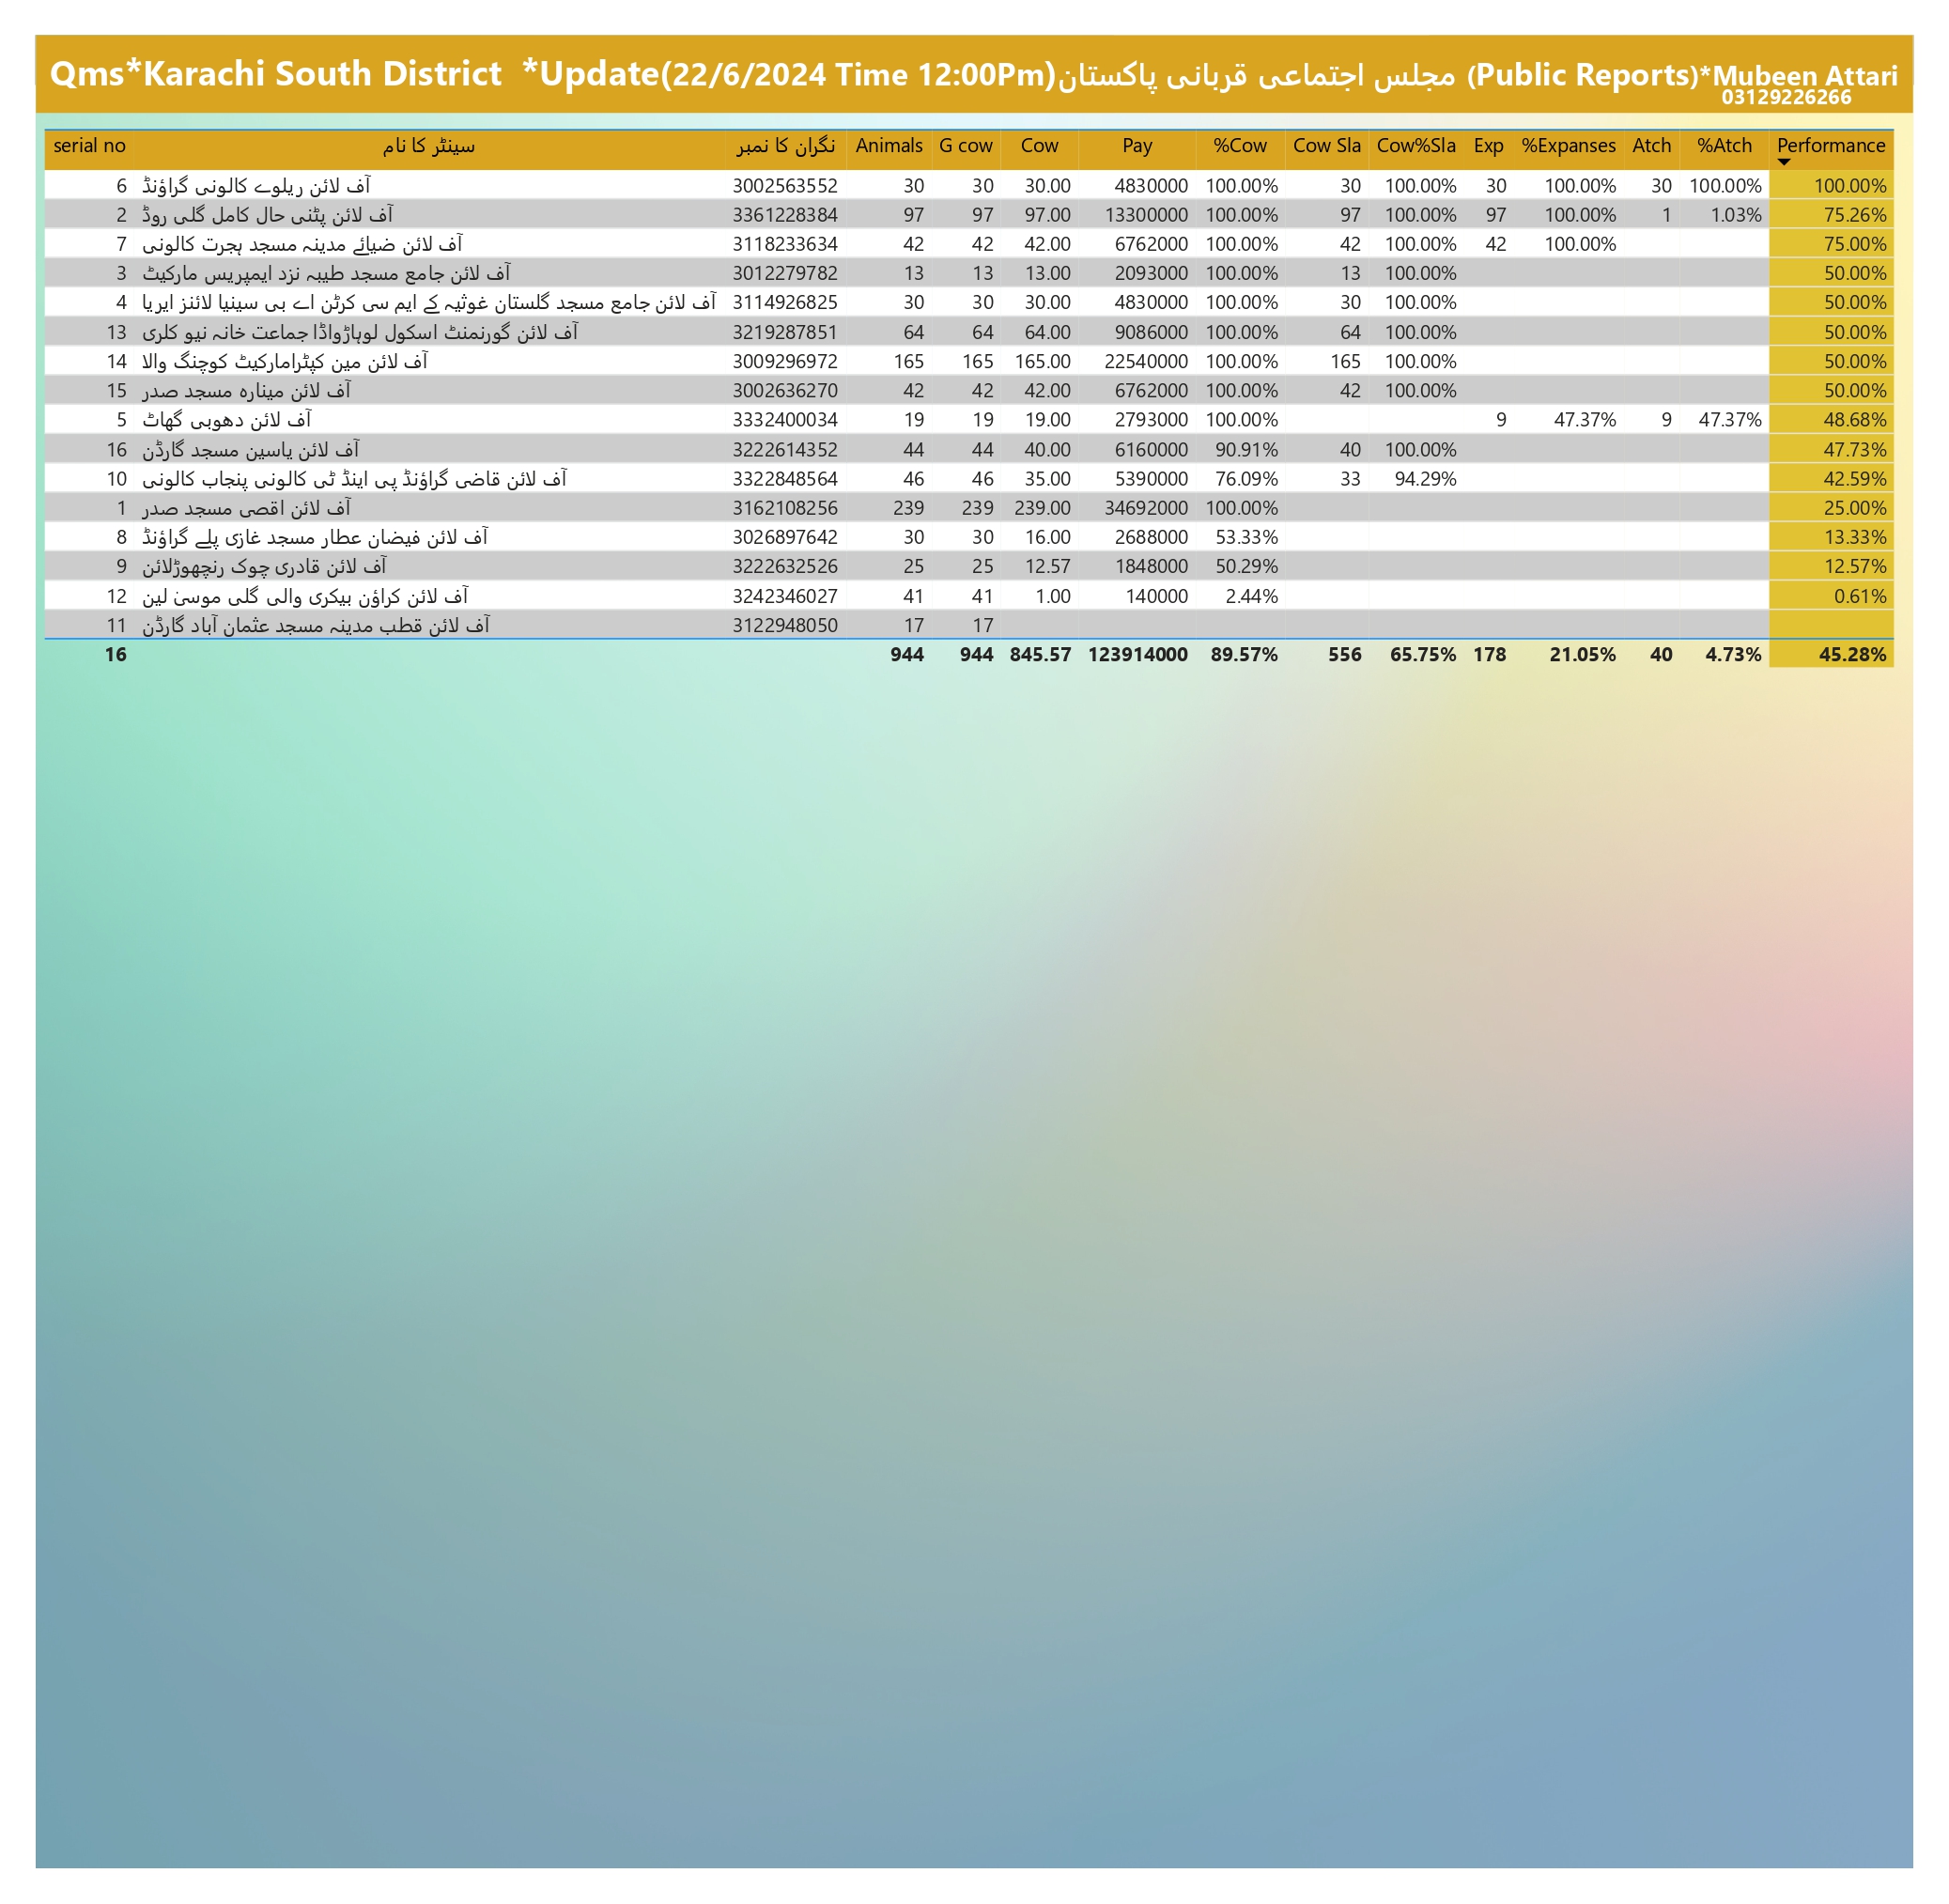 Qms*Karachi South District *Update(22/6/2024 Time 12:00Pm)مجلس اجتماعی قربانی پاکستان (Public Reports)*Mubeen Attari
03129226266
serial no سینٹر کا نام نگران کا نمبر Animals G cow Cow Pay %Cow Cow Sla Cow%Sla Exp %Expanses Atch %Atch Performance
6 آف لائن ریلوے کالونی گراؤنڈ 3002563552 30 30 30.00 4830000 100.00% 30 100.00% 30 100.00% 30 100.00% 100.00%
2 آف لائن پٹنی حال کامل گلی روڈ 3361228384 97 97 97.00 13300000 100.00% 97 100.00% 97 100.00% 1 1.03% 75.26%
7 آف لائن ضیائے مدینہ مسجد ہجرت کالونی 3118233634 42 42 42.00 6762000 100.00% 42 100.00% 42 100.00% 75.00%
3 آف لائن جامع مسجد طیبہ نزد ایمپریس مارکیٹ 3012279782 13 13 13.00 2093000 100.00% 13 100.00% 50.00%
4 آف لائن جامع مسجد گلستان غوثیہ کے ایم سی کرٹن اے بی سینیا لائنز ایریا 3114926825 30 30 30.00 4830000 100.00% 30 100.00% 50.00%
13 آف لائن گورنمنٹ اسکول لوہاڑواڈا جماعت خانہ نیو کلری 3219287851 64 64 64.00 9086000 100.00% 64 100.00% 50.00%
14 آف لائن مین کپٹرامارکیٹ کوچنگ والا 3009296972 165 165 165.00 22540000 100.00% 165 100.00% 50.00%
15 آف لائن مینارہ مسجد صدر 3002636270 42 42 42.00 6762000 100.00% 42 100.00% 50.00%
5 آف لائن دھوبی گھاٹ 3332400034 19 19 19.00 2793000 100.00% 9 47.37% 9 47.37% 48.68%
16 آف لائن یاسین مسجد گارڈن 3222614352 44 44 40.00 6160000 90.91% 40 100.00% 47.73%
10 آف لائن قاضی گراؤنڈ پی اینڈ ٹی کالونی پنجاب کالونی 3322848564 46 46 35.00 5390000 76.09% 33 94.29% 42.59%
1 آف لائن اقصی مسجد صدر 3162108256 239 239 239.00 34692000 100.00% 25.00%
8 آف لائن فیضان عطار مسجد غازی پلے گراؤنڈ 3026897642 30 30 16.00 2688000 53.33% 13.33%
9 آف لائن قادری چوک رنچھوڑلائن 3222632526 25 25 12.57 1848000 50.29% 12.57%
12 آف لائن کراؤن بیکری والی گلی موسیٰ لین 3242346027 41 41 1.00 140000 2.44% 0.61%
11 آف لائن قطب مدینہ مسجد عثمان آباد گارڈن 3122948050 17 17
16 944 944 845.57 123914000 89.57% 556 65.75% 178 21.05% 40 4.73% 45.28%